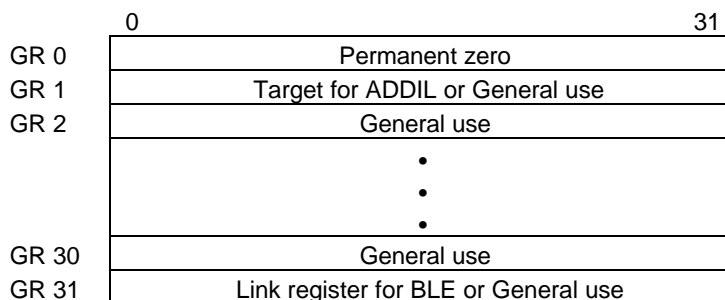 0 31
GR 0 Permanent zero
GR 1 Target for ADDIL or General use
GR 2 General use
•
•
•
GR 30 General use
GR 31 Link register for BLE or General use